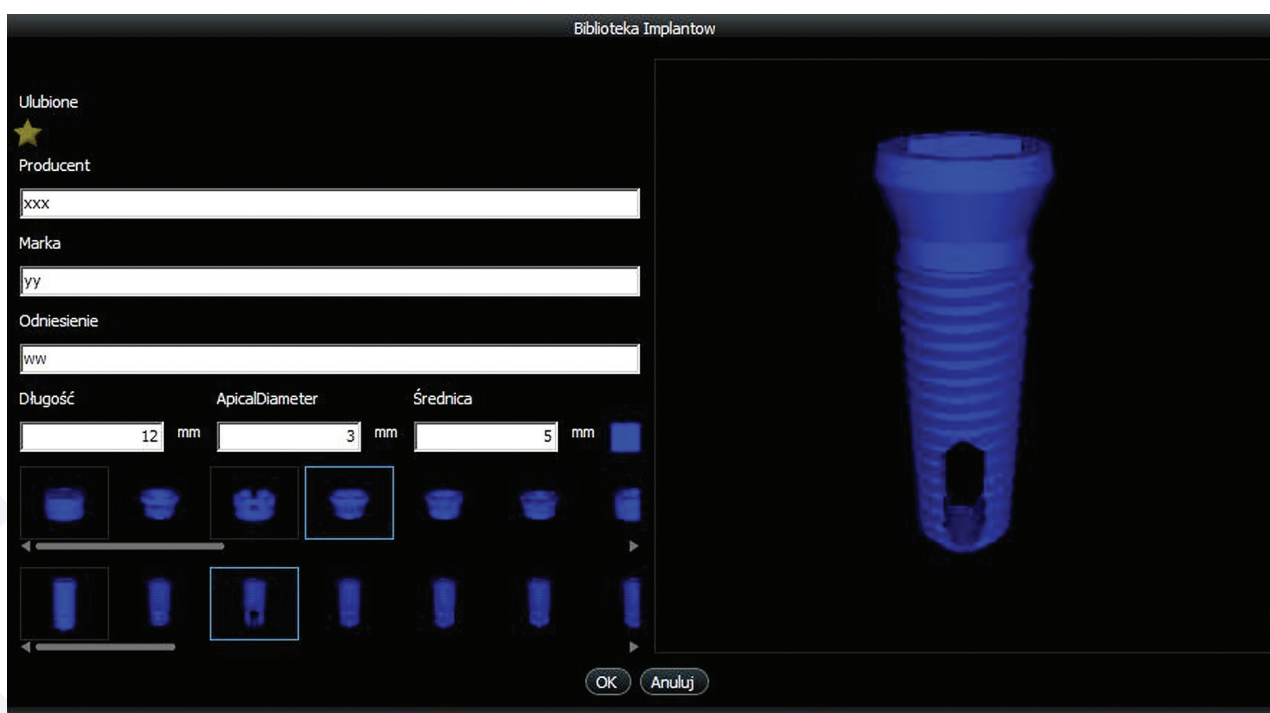 Biblioteka Implantow
Ulubione
Producent
xxx
Marka
yy
Odniesienie
ww
Długość ApicalDiameter Średnica
12 mm 3 mm 5 mm
OK Anuluj